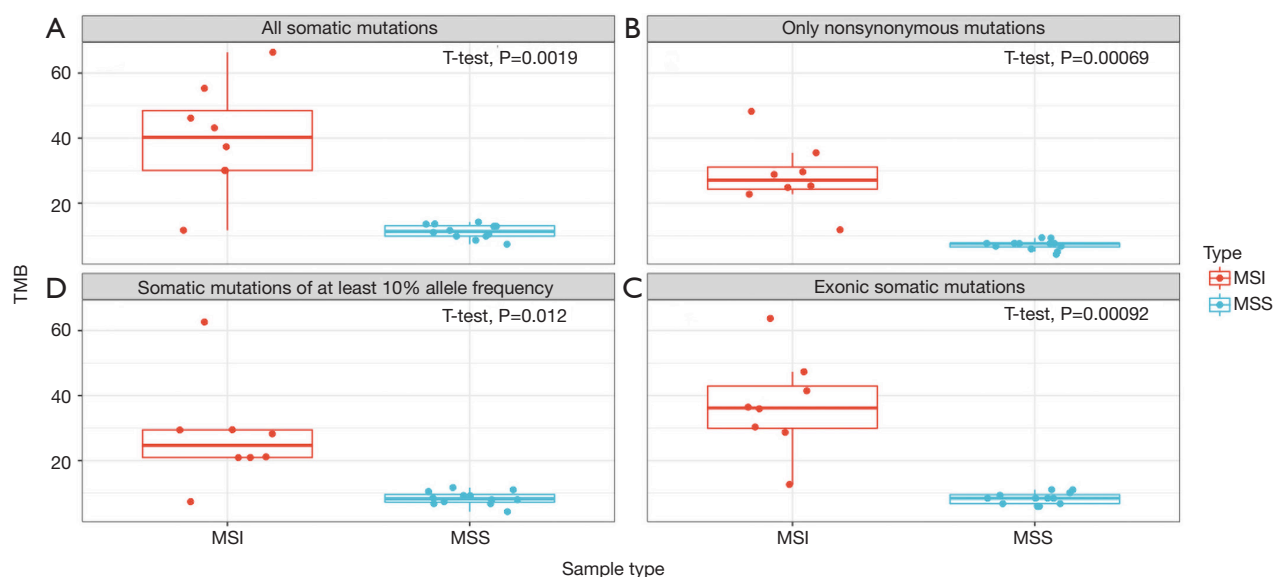 A
All somatic mutations
T-test, P=0.0019
B
Only nonsynonymous mutations
T-test, P=0.00069
60
40
20
D
Somatic mutations of at least 10% allele frequency
T-test, P=0.012
C
Exonic somatic mutations
T-test, P=0.00092
60
40
20
TMB
MSI
MSS
MSI
MSS
Sample type
Type
MSI
MSS